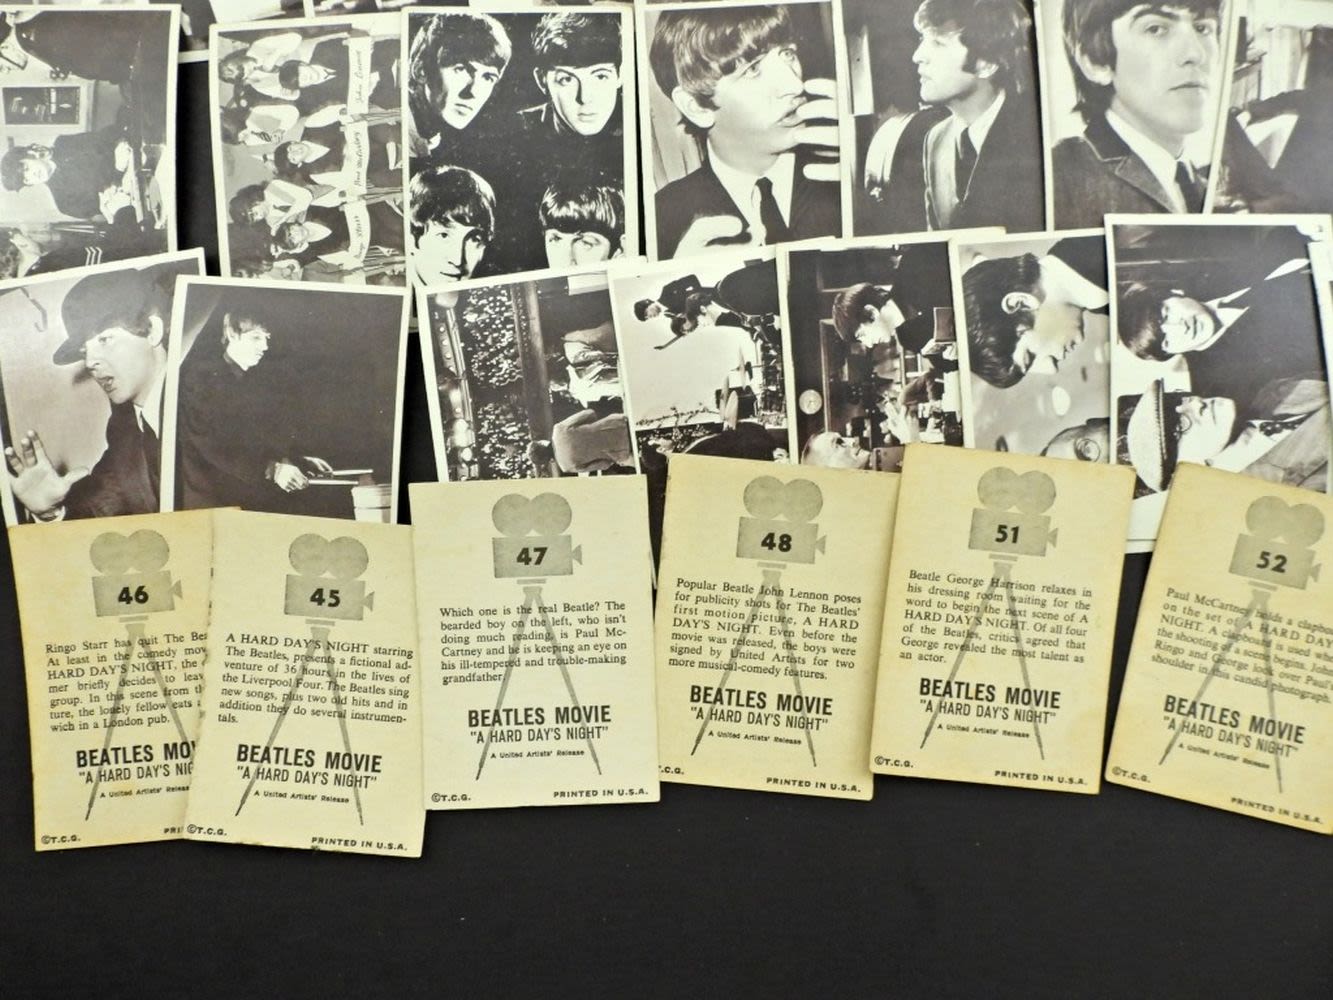 John Lennon
Paul McCartney
46
Ringo Starr has quit The Bea
At least in the comedy mov
HARD DAY'S NIGHT, the
mer briefly decides to leav
group. In this scene from th
ture, the lonely fellow eats a
wich in a London pub.
BEATLES MOV
"A HARD DAY'S NIG
A United Artists' Releas
©T.C.G.
PRI
45
A HARD DAY'S NIGHT starring
The Beatles, presents a fictional ad-
venture of 36 hours in the lives of
the Liverpool Four. The Beatles sing
new songs, plus two old hits and in
addition they do several instrumen-
tals.
BEATLES MOVIE
"A HARD DAY'S NIGHT"
A United Artists' Release
©T.C.G.
PRINTED IN U.S.A.
47
Which one is the real Beatle? The
bearded boy on the left, who isn't
doing much reading, is Paul Mc-
Cartney and he is keeping an eye on
his ill-tempered and trouble-making
grandfather
BEATLES MOVIE
"A HARD DAY'S NIGHT"
A United Artists' Release
©T.C.G.
PRINTED IN U.S.A.
48
Popular Beatle John Lennon poses
for publicity shots for The Beatles'
first motion picture, A HARD
DAY'S NIGHT. Even before the
movie was released, the boys were
signed by United Artists for two
more musical-comedy features.
BEATLES MOVIE
"A HARD DAY'S NIGHT"
A United Artists' Release
T.C.G.
PRINTED IN U.S.A.
51
Beatle George Harrison relaxes in
his dressing room waiting for the
word to begin the next scene of A
HARD DAY'S NIGHT. Of all four
of the Beatles, critics agreed that
George revealed the most talent as
an actor.
BEATLES MOVIE
"A HARD DAY'S NIGHT"
A United Artists' Release
©T.C.G.
PRINTED IN U.S.A.
52
Paul McCartney holds a clapboa
on the set of A HARD DAY
NIGHT. A clapboard is used whe
the shooting of a scene begins. John
Ringo and George look over Paul's
shoulder in this candid photograph.
BEATLES MOVIE
"A HARD DAY'S NIGHT"
A United Artists' Release
©T.C.G.
PRINTED IN U.S.A.